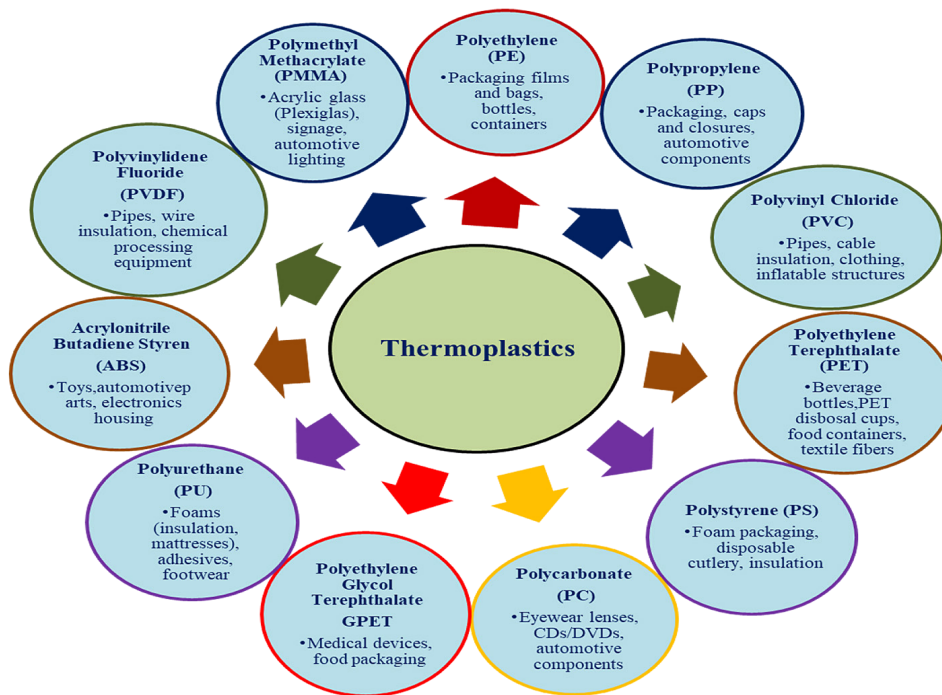 Polyethylene
(PE)
•Packaging films
and bags,
bottles,
containers
Polypropylene
(PP)
•Packaging, caps
and closures,
automotive
components
Polyvinyl Chloride
(PVC)
•Pipes, cable
insulation, clothing,
inflatable structures
Polyethylene
Terephthalate
(PET)
•Beverage
bottles,PET
disbosal cups,
food containers,
textile fibers
Polystyrene (PS)
•Foam packaging,
disposable
cutlery, insulation
Polycarbonate
(PC)
•Eyewear lenses,
CDs/DVDs,
automotive
components
Polyethylene
Glycol
Terephthalate
GPET
•Medical devices,
food packaging
Polyurethane
(PU)
•Foams
(insulation,
mattresses),
adhesives,
footwear
Acrylonitrile
Butadiene Styren
(ABS)
•Toys,automotivep
arts, electronics
housing
Polyvinylidene
Fluoride
(PVDF)
•Pipes, wire
insulation, chemical
processing
equipment
Polymethyl
Methacrylate
(PMMA)
•Acrylic glass
(Plexiglas),
signage,
automotive
lighting
Thermoplastics